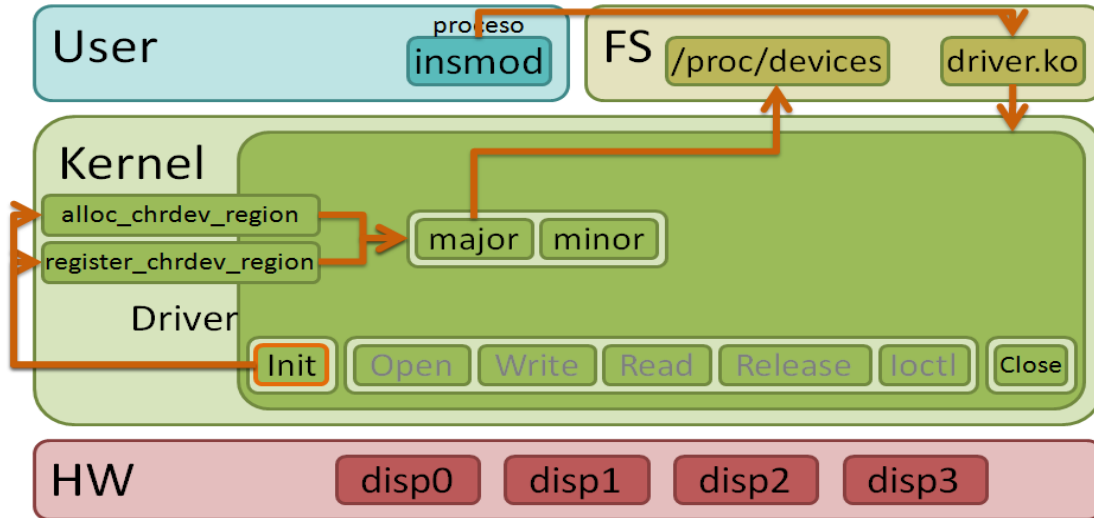 User
proceso
insmod
FS
/proc/devices
driver.ko
Kernel
alloc_chrdev_region
register_chrdev_region
major
minor
Driver
Init
Open
Write
Read
Release
Ioctl
Close
HW
disp0
disp1
disp2
disp3